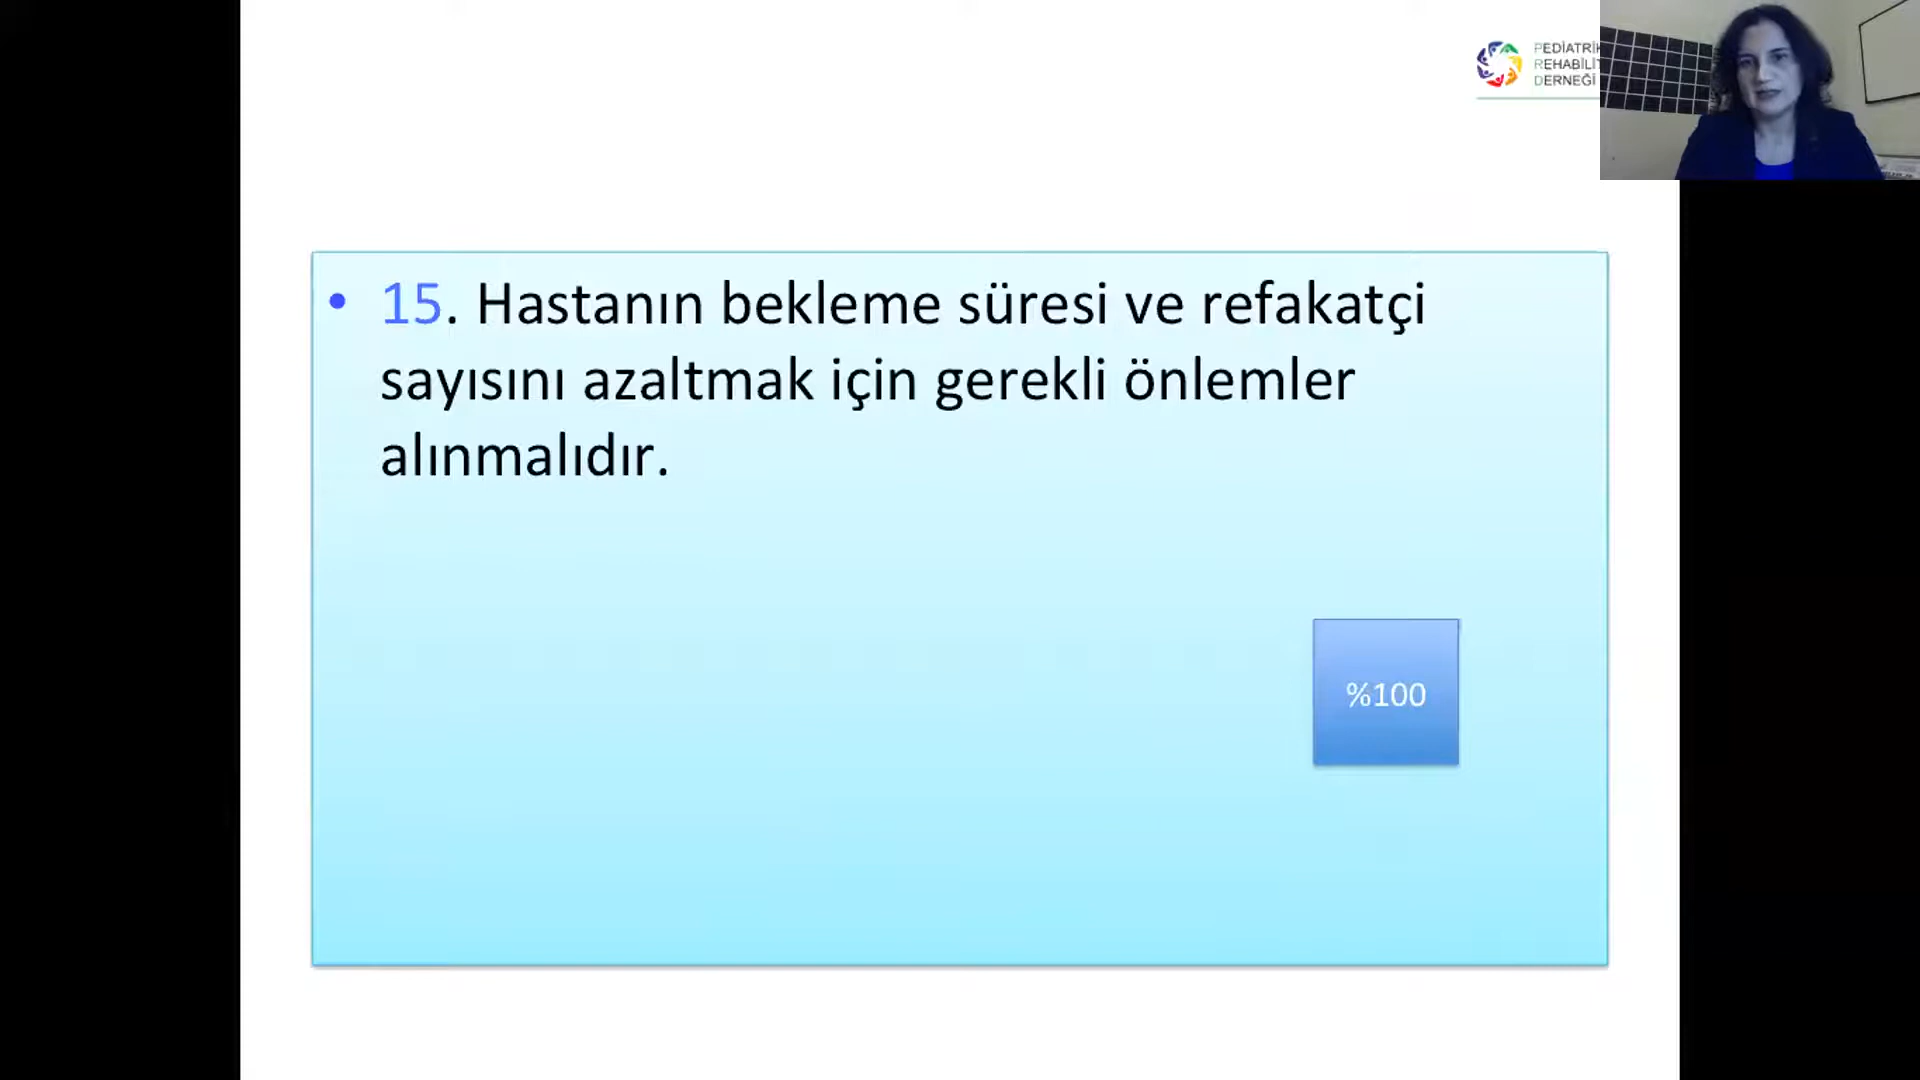 PEDİATRİK
REHABİLİT
DERNEĞİ
• 15. Hastanın bekleme süresi ve refakatçi
sayısını azaltmak için gerekli önlemler
alınmalıdır.
%100